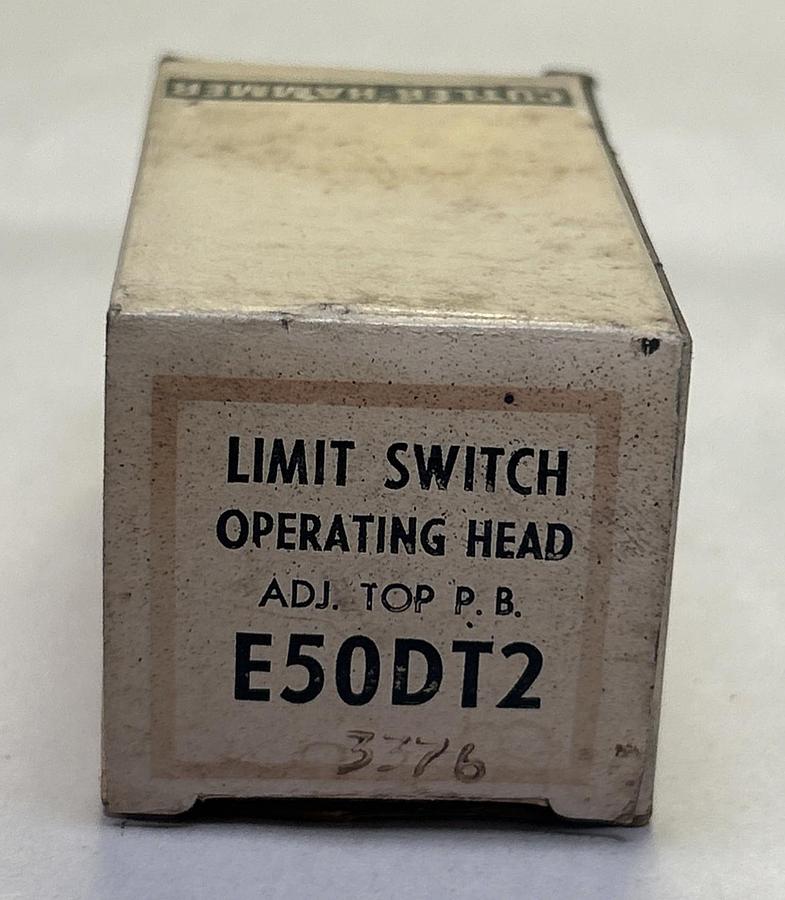 CUTLER-HAMMER
LIMIT SWITCH
OPERATING HEAD
ADJ. TOP P. B.
E50DT2
3376